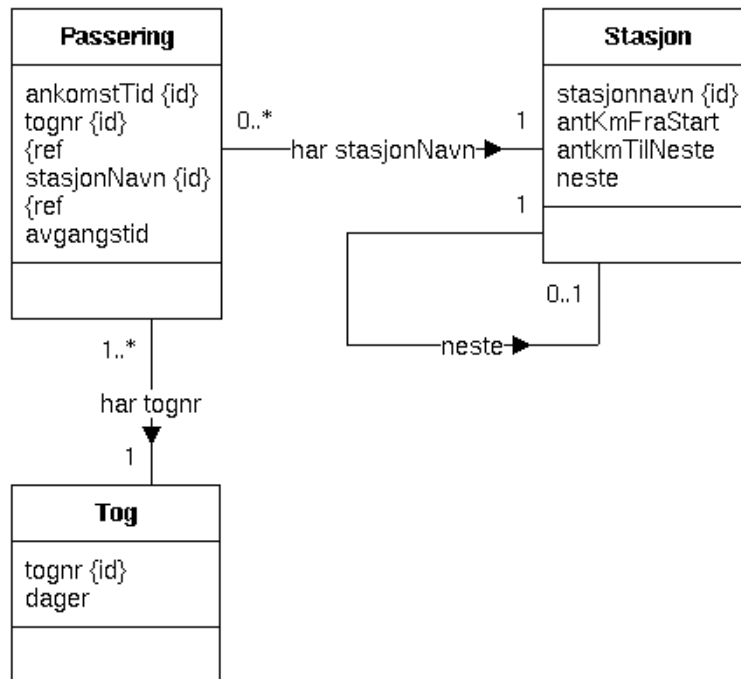 Passering
ankomstTid {id}
tognr {id}
{ref
stasjonNavn {id}
{ref
avgangstid
0..*
har stasjonNavn
1
Stasjon
stasjonnavn {id}
antKmFraStart
antkmTilNeste
neste
1
0..1
neste
1..*
har tognr
1
Tog
tognr {id}
dager